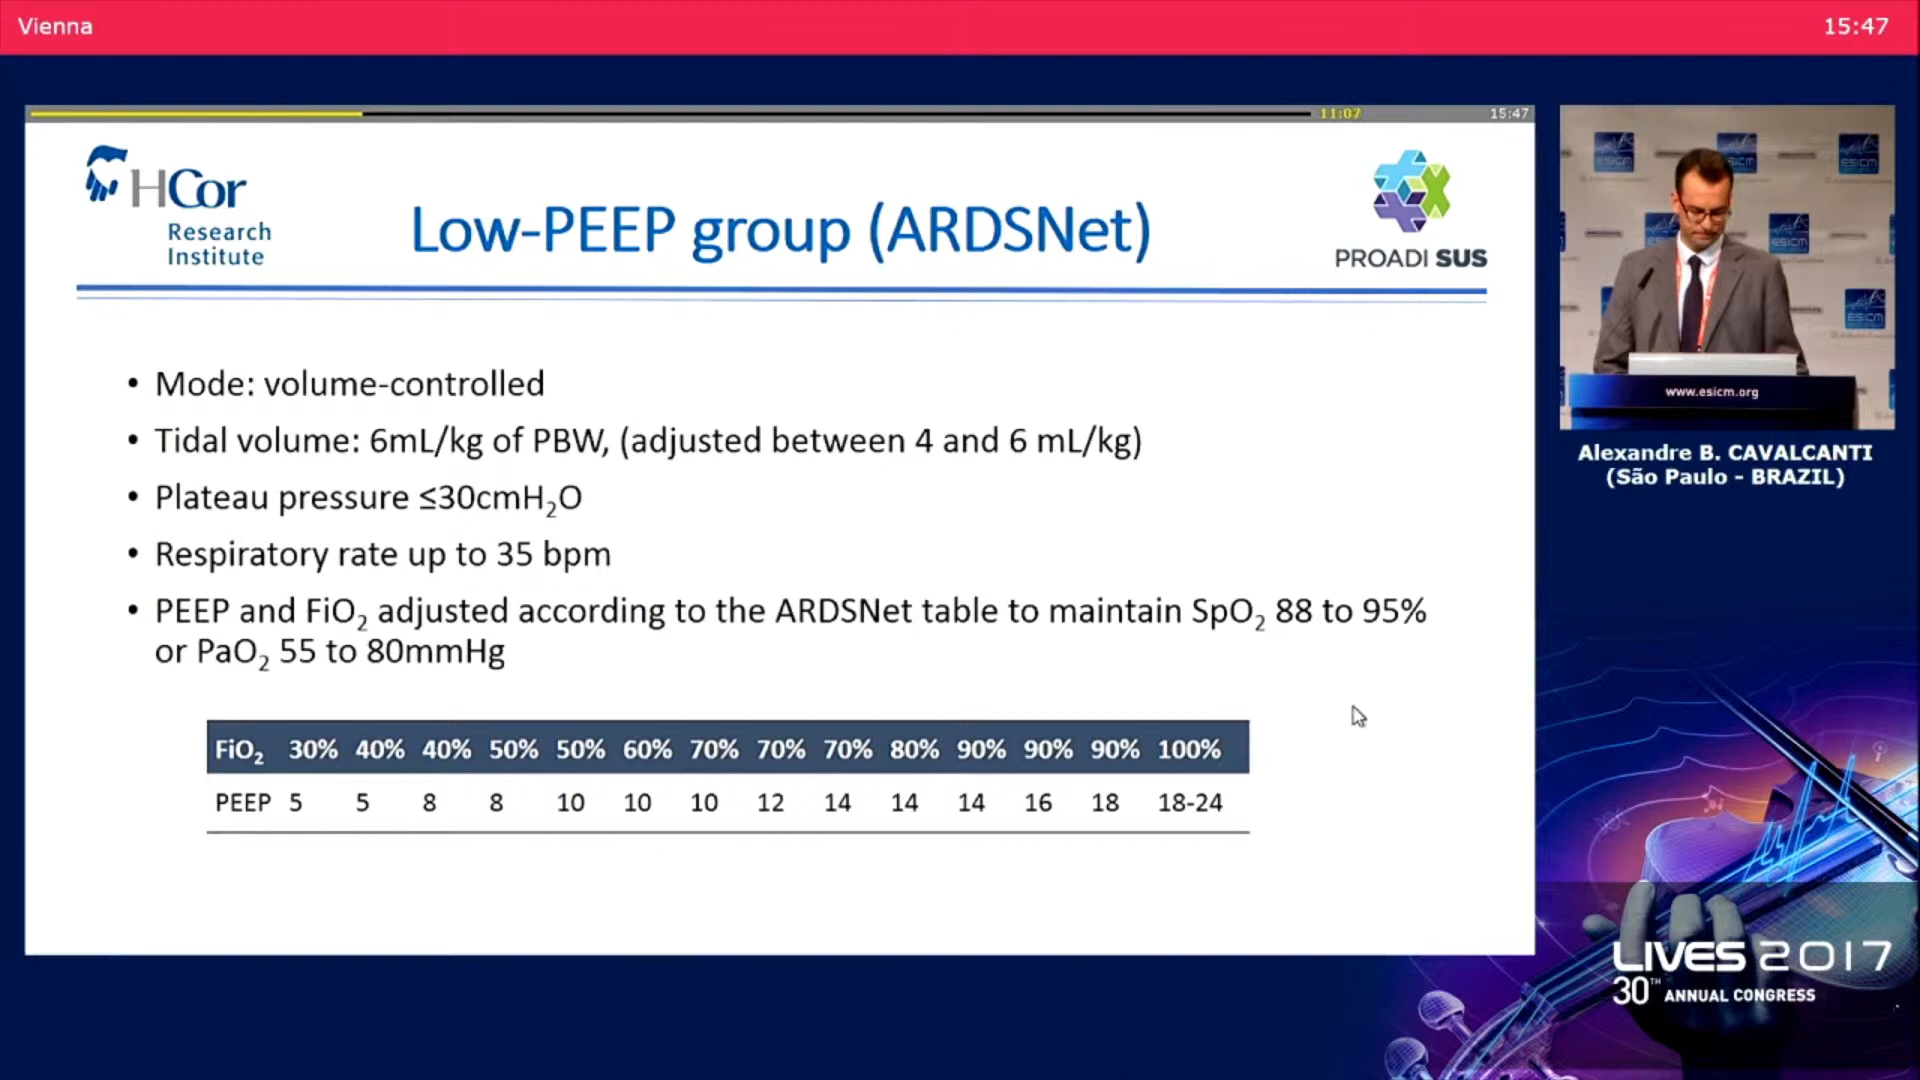 Vienna
15:47
11:07
15:47
HCor
Research
Institute
Low-PEEP group (ARDSNet)
PROADI SUS
• Mode: volume-controlled
• Tidal volume: 6mL/kg of PBW, (adjusted between 4 and 6 mL/kg)
• Plateau pressure ≤30cmH₂O
• Respiratory rate up to 35 bpm
• PEEP and FiO₂ adjusted according to the ARDSNet table to maintain SpO₂ 88 to 95%
or PaO₂ 55 to 80mmHg
FiO₂ 30% 40% 40% 50% 50% 60% 70% 70% 70% 80% 90% 90% 90% 100%
PEEP 5 5 8 8 10 10 10 12 14 14 14 16 18 18-24
ESICM
ESICM
ESICM
ESICM
ESICM
www.esicm.org
Alexandre B. CAVALCANTI
(São Paulo - BRAZIL)
LIVES 2017
30TH ANNUAL CONGRESS